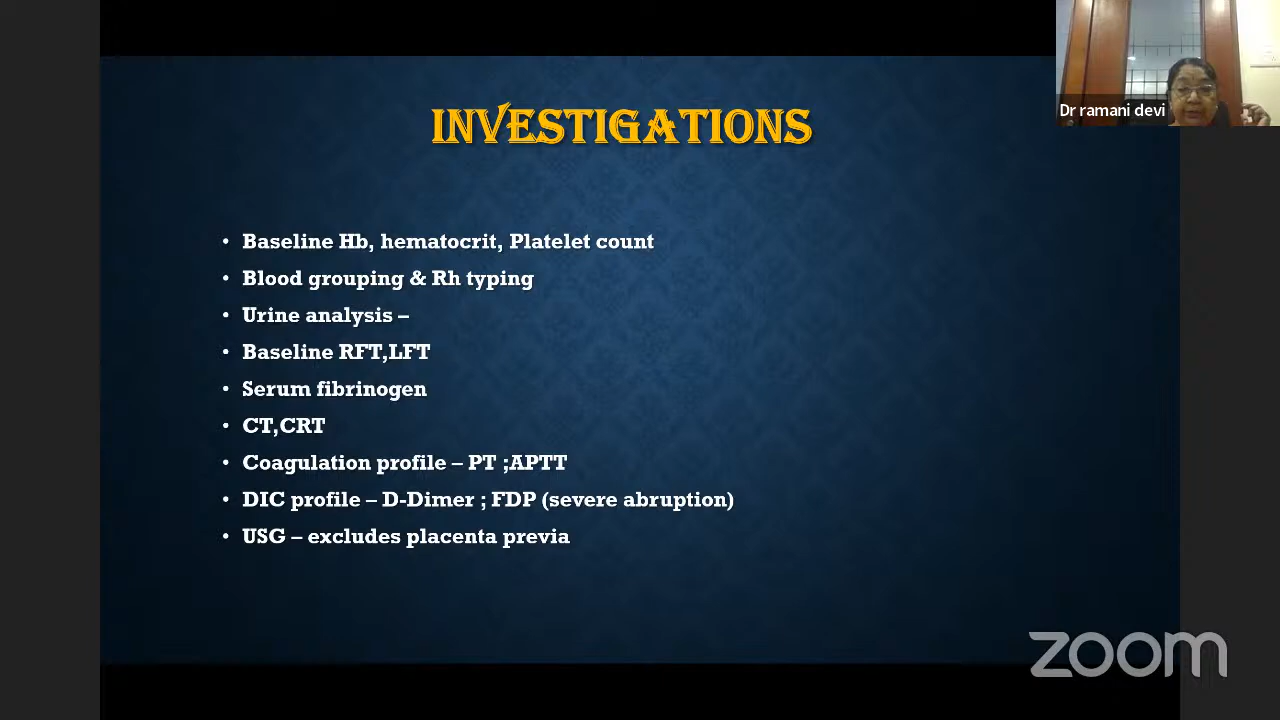 Dr ramani devi
INVESTIGATIONS
• Baseline Hb, hematocrit, Platelet count
• Blood grouping & Rh typing
• Urine analysis –
• Baseline RFT,LFT
• Serum fibrinogen
• CT,CRT
• Coagulation profile – PT ;APTT
• DIC profile – D-Dimer ; FDP (severe abruption)
• USG – excludes placenta previa
zoom